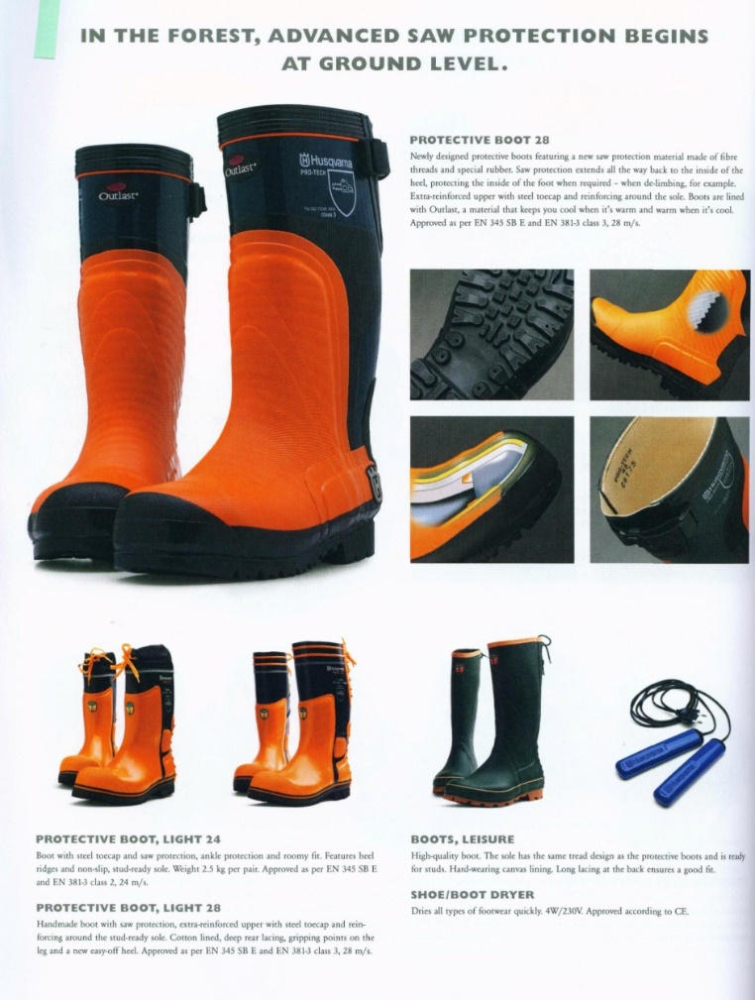 IN THE FOREST, ADVANCED SAW PROTECTION BEGINS
AT GROUND LEVEL.
Outlast®
Outlast®
Husqvarna
PRO-TECH
PROTECTIVE BOOT 28
Newly designed protective boots featuring a new saw protection material made of fibre
threads and special rubber. Saw protection extends all the way back to the inside of the
heel, protecting the inside of the foot when required – when de-limbing, for example.
Extra-reinforced upper with steel toecap and reinforcing around the sole. Boots are lined
with Outlast, a material that keeps you cool when it's warm and warm when it's cool.
Approved as per EN 345 SB E and EN 381-3 class 3, 28 m/s.
PRO-TECH
PROTECTIVE BOOT, LIGHT 24
Boot with steel toecap and saw protection, ankle protection and roomy fit. Features heel
ridges and non-slip, stud-ready sole. Weight 2.5 kg per pair. Approved as per EN 345 SB E
and EN 381-3 class 2, 24 m/s.
PROTECTIVE BOOT, LIGHT 28
Handmade boot with saw protection, extra-reinforced upper with steel toecap and rein-
forcing around the stud-ready sole. Cotton lined, deep rear lacing, gripping points on the
leg and a new easy-off heel. Approved as per EN 345 SB E and EN 381-3 class 3, 28 m/s.
BOOTS, LEISURE
High-quality boot. The sole has the same tread design as the protective boots and is ready
for studs. Hard-wearing canvas lining. Long lacing at the back ensures a good fit.
SHOE/BOOT DRYER
Dries all types of footwear quickly. 4W/230V. Approved according to CE.